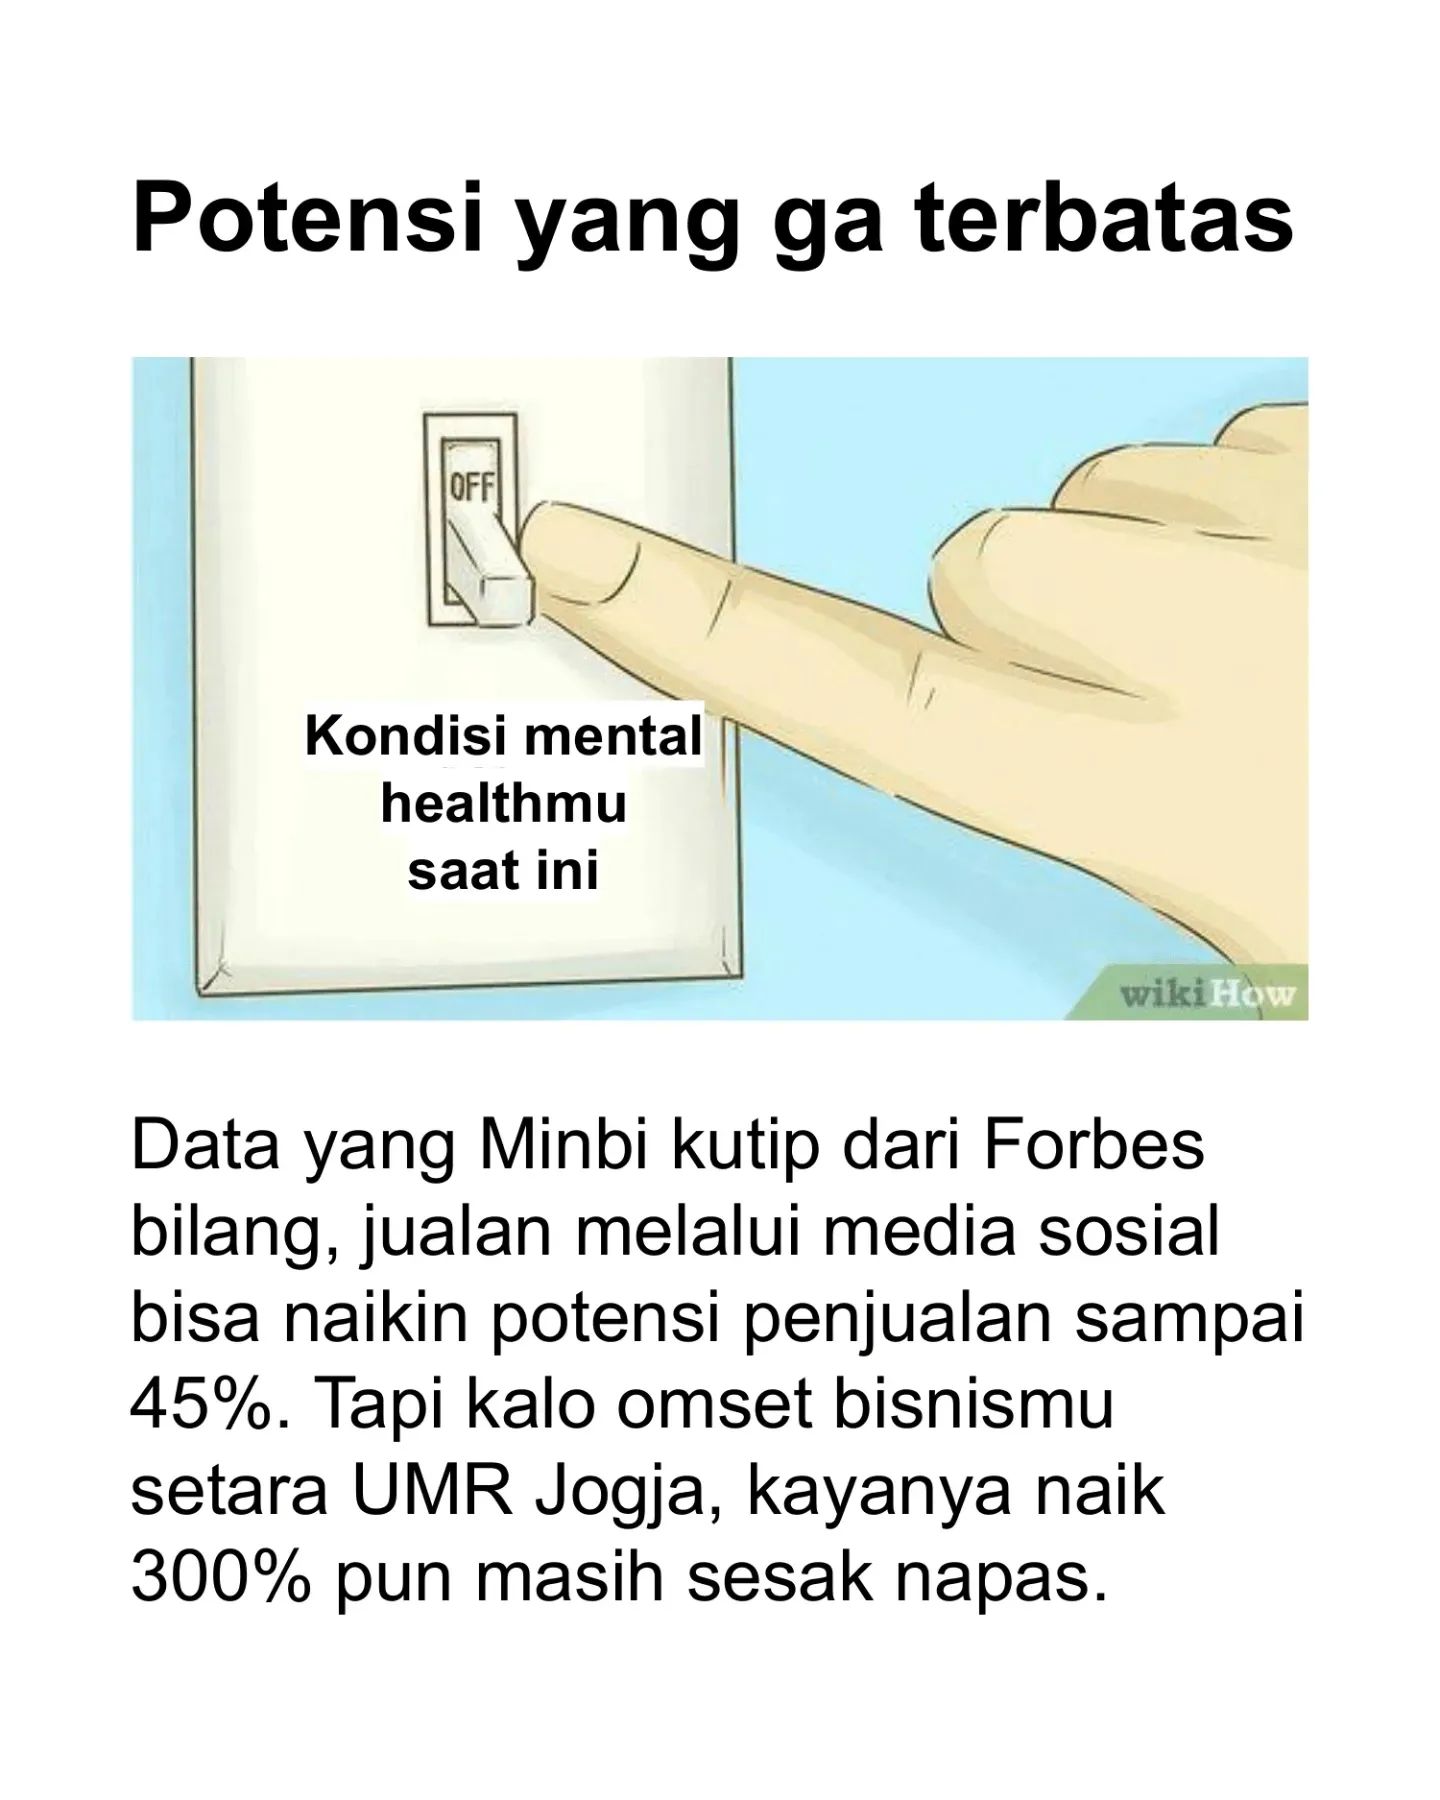 Potensi yang ga terbatas
OFF
Kondisi mental
healthmu
saat ini
wikiHow
Data yang Minbi kutip dari Forbes
bilang, jualan melalui media sosial
bisa naikin potensi penjualan sampai
45%. Tapi kalo omset bisnismu
setara UMR Jogja, kayanya naik
300% pun masih sesak napas.